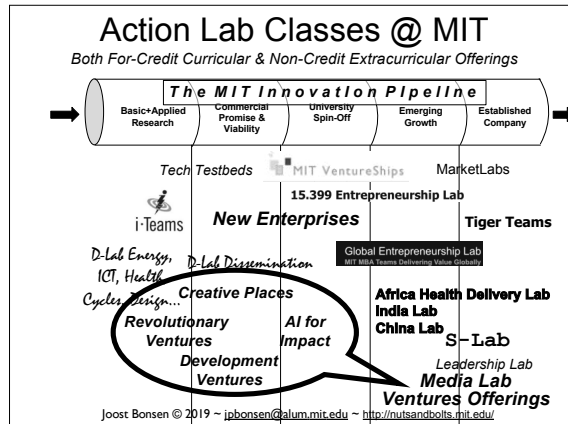 Action Lab Classes @ MIT
Both For-Credit Curricular & Non-Credit Extracurricular Offerings
The MIT Innovation Pipeline
Basic+Applied
Research
Commercial
Promise &
Viability
University
Spin-Off
Emerging
Growth
Established
Company
Tech Testbeds
MIT VentureShips
MarketLabs
15.399 Entrepreneurship Lab
i·Teams
New Enterprises
Tiger Teams
D-Lab Energy,
ICT, Health,
Cycles, Design...
D-Lab Dissemination
Global Entrepreneurship Lab
MIT MBA Teams Delivering Value Globally
Creative Places
Revolutionary
Ventures
AI for
Impact
Development
Ventures
Africa Health Delivery Lab
India Lab
China Lab
S-Lab
Leadership Lab
Media Lab
Ventures Offerings
Joost Bonsen © 2019 ~ jpbonsen@alum.mit.edu ~ http://nutsandbolts.mit.edu/